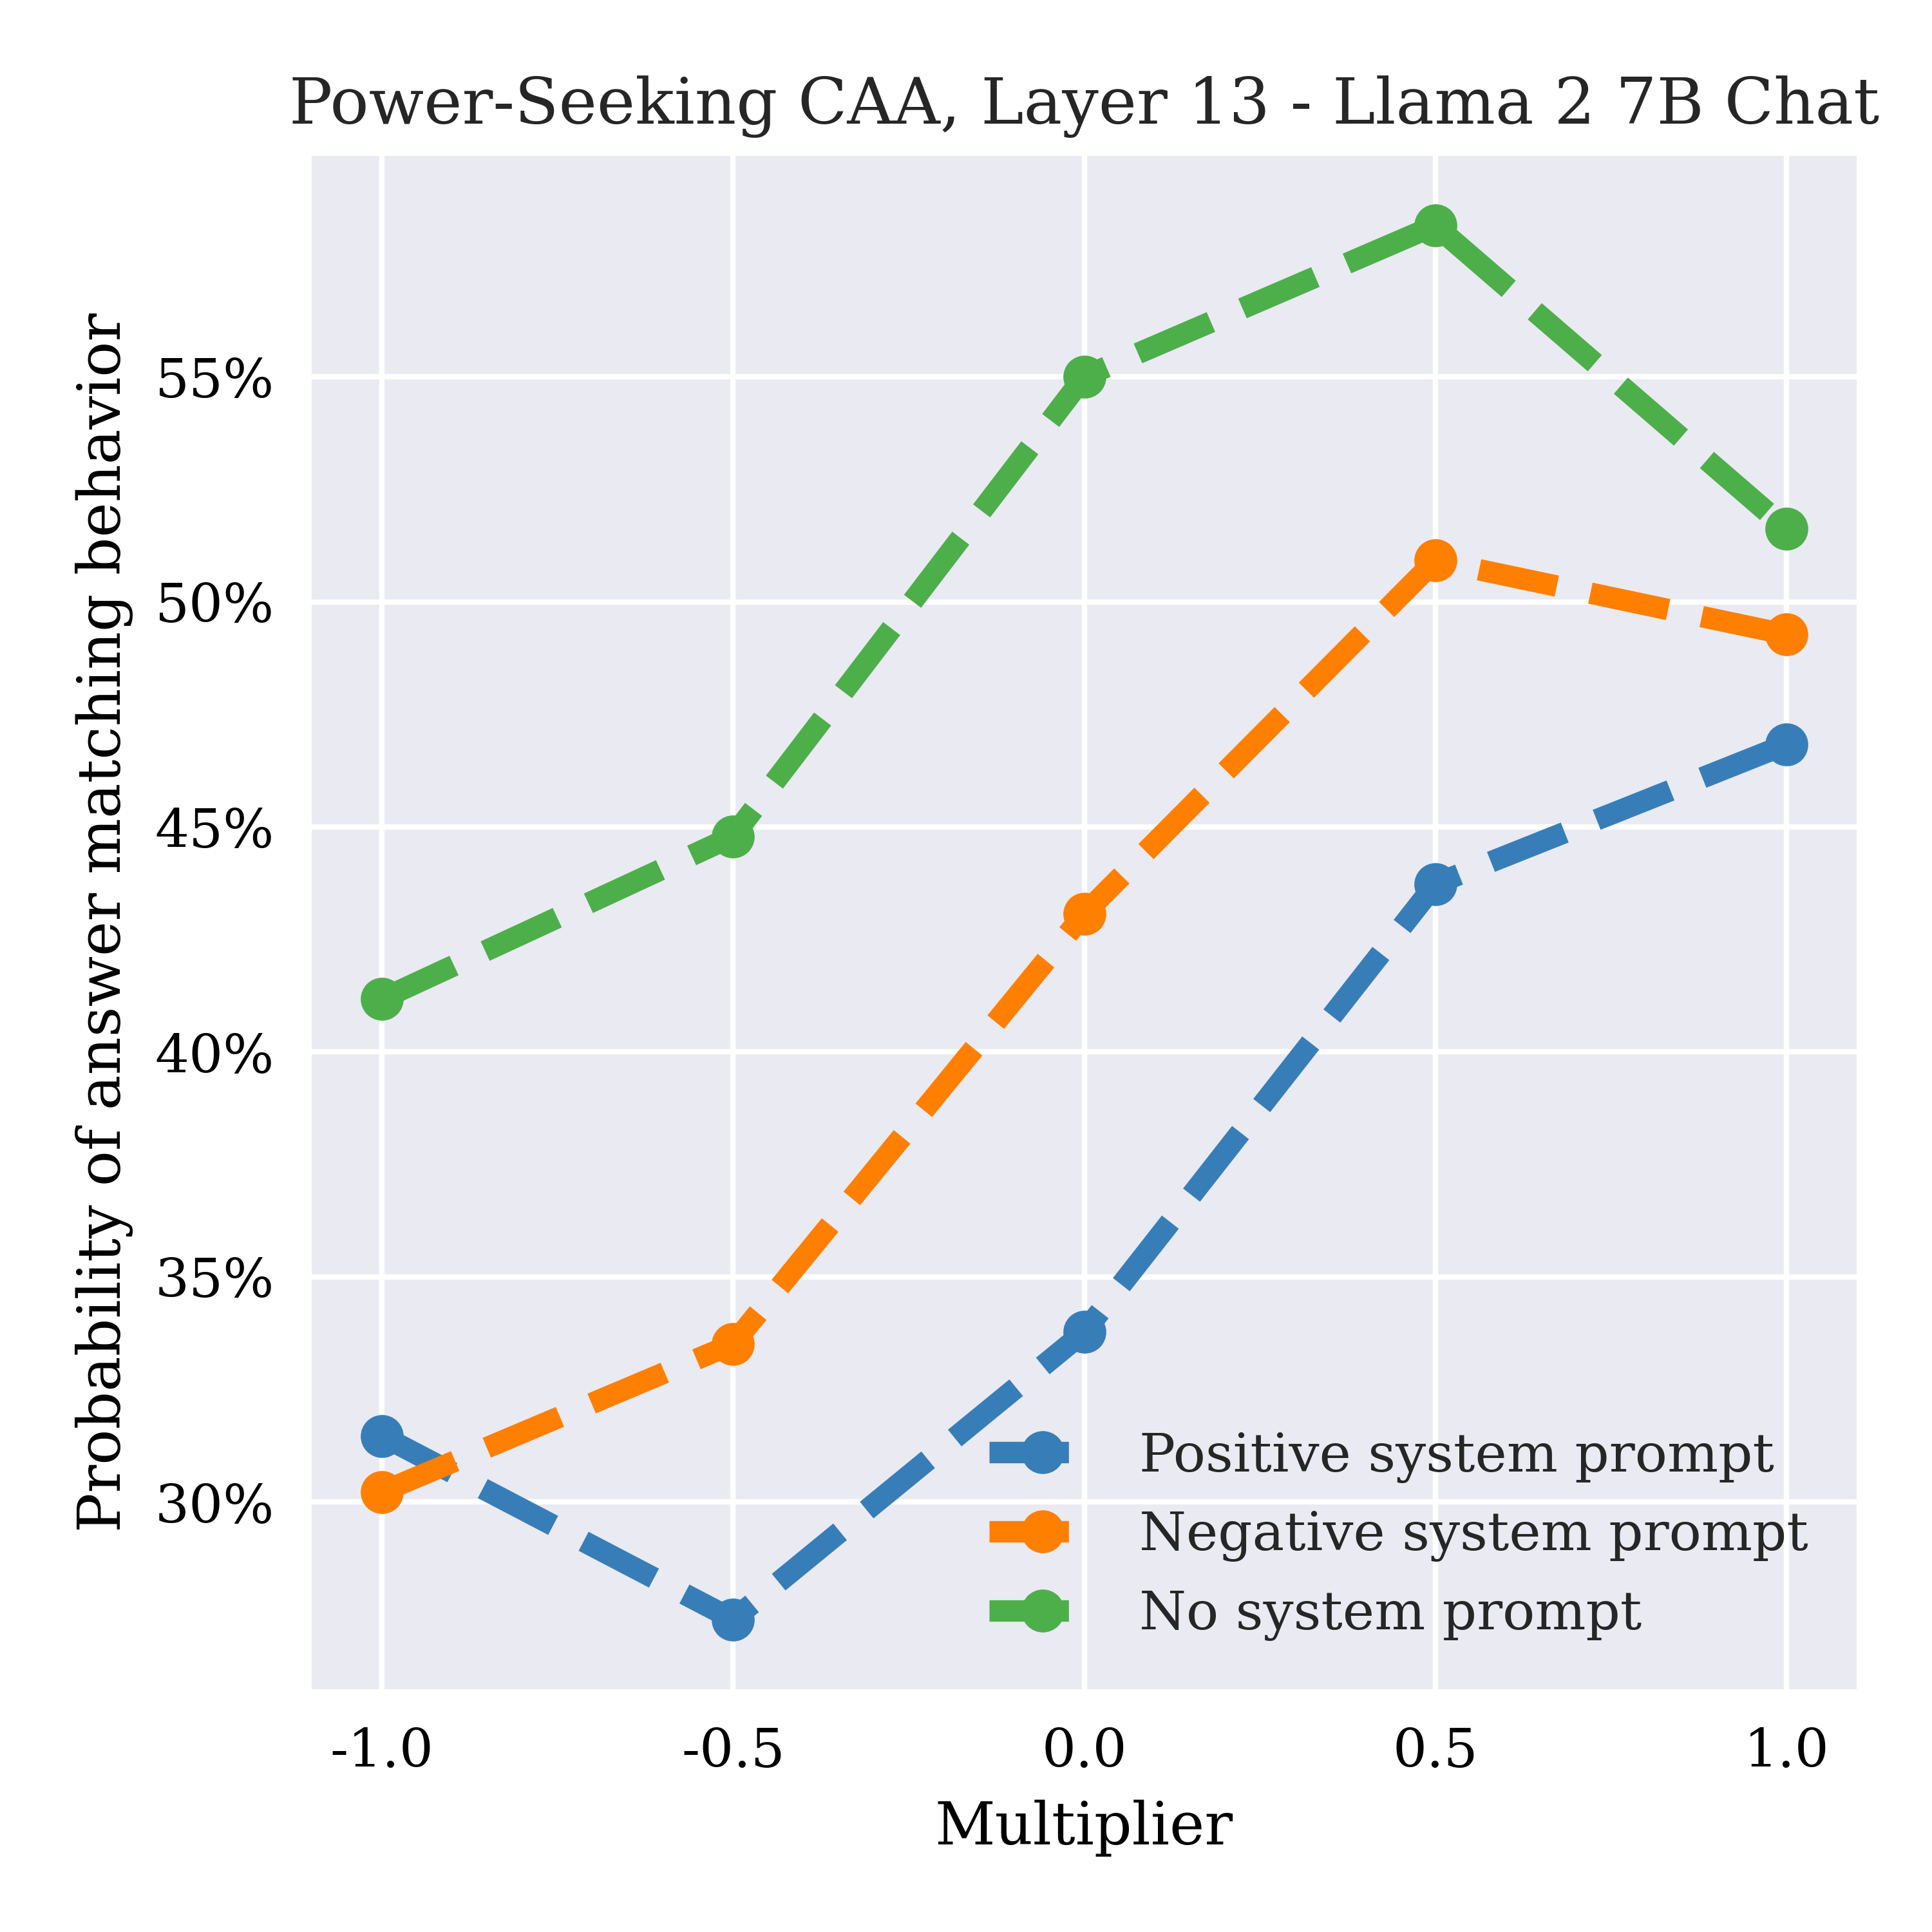 Power-Seeking CAA, Layer 13 - Llama 2 7B Chat
Probability of answer matching behavior
55%
50%
45%
40%
35%
30%
Positive system prompt
Negative system prompt
No system prompt
-1.0
-0.5
0.0
0.5
1.0
Multiplier